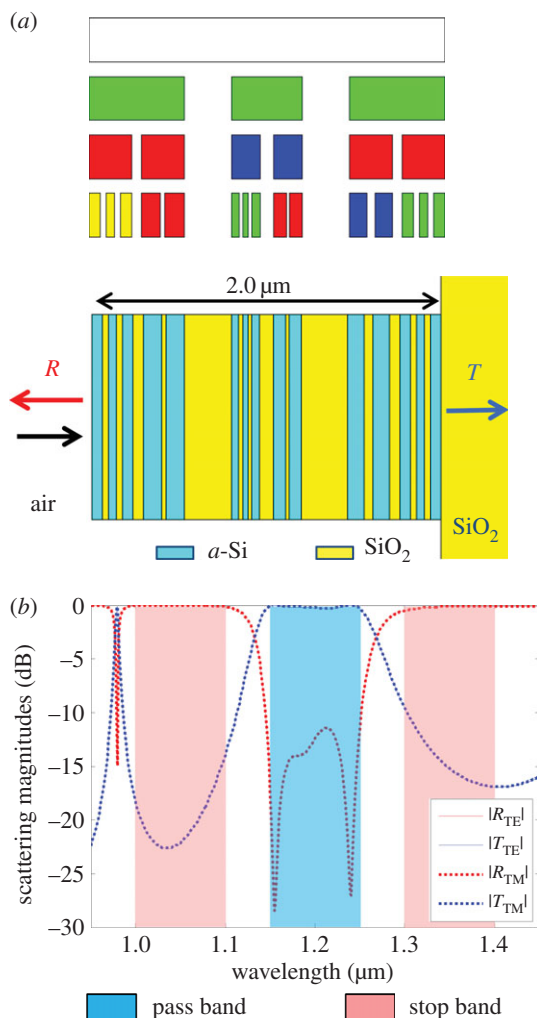 (a)
2.0 µm
R
T
air
SiO2
a-Si
SiO2
(b)
0
−5
−10
−15
−20
−25
−30
scattering magnitudes (dB)
|RTE|
|TTE|
|RTM|
|TTM|
1.0
1.1
1.2
1.3
1.4
wavelength (µm)
pass band
stop band